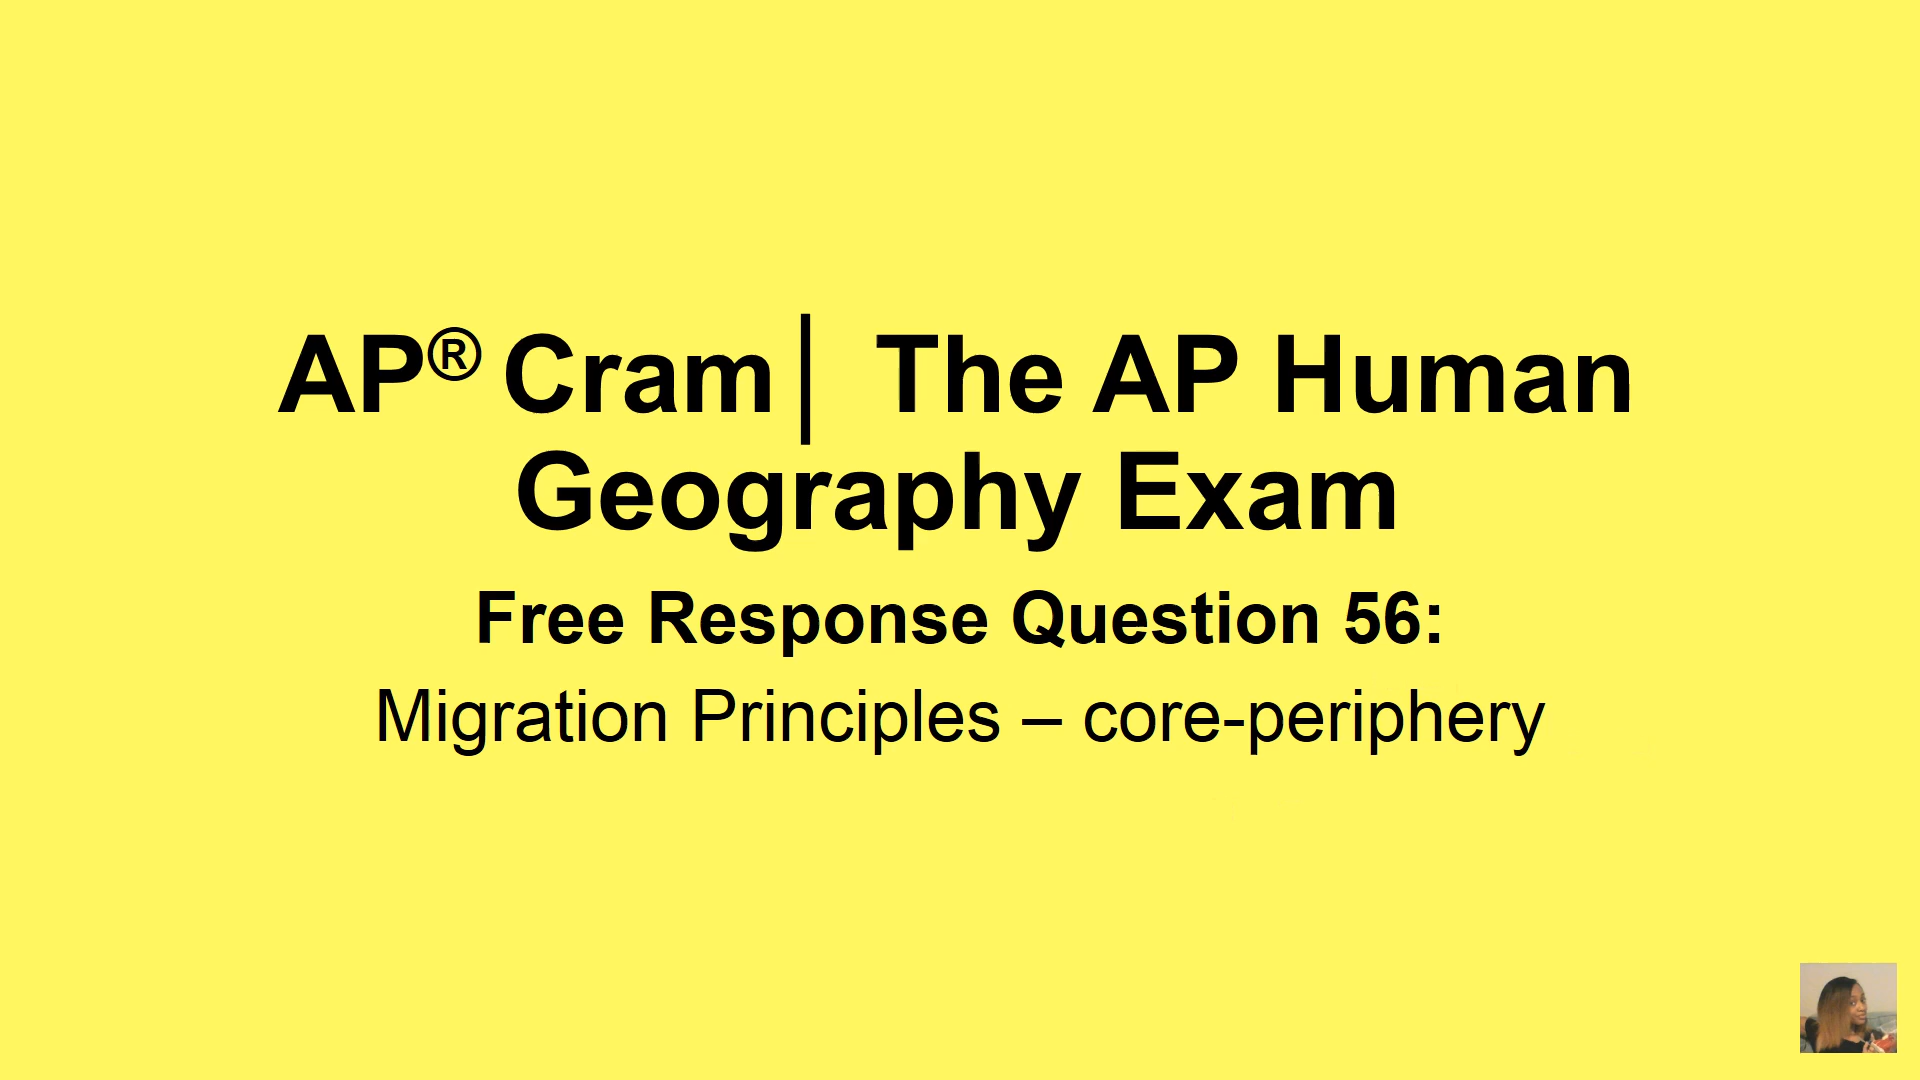 AP® Cram│ The AP Human
Geography Exam
Free Response Question 56:
Migration Principles – core-periphery